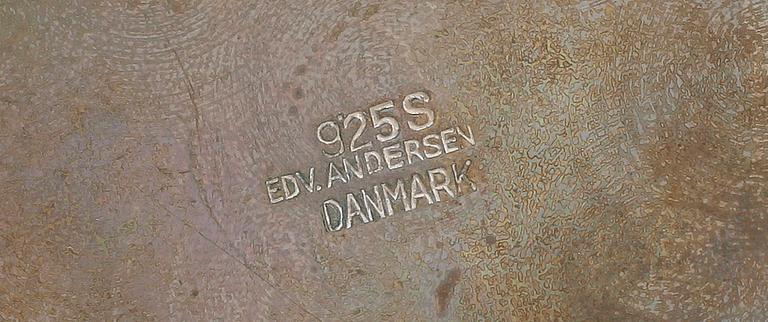 925S
EDV. ANDERSEN
DANMARK